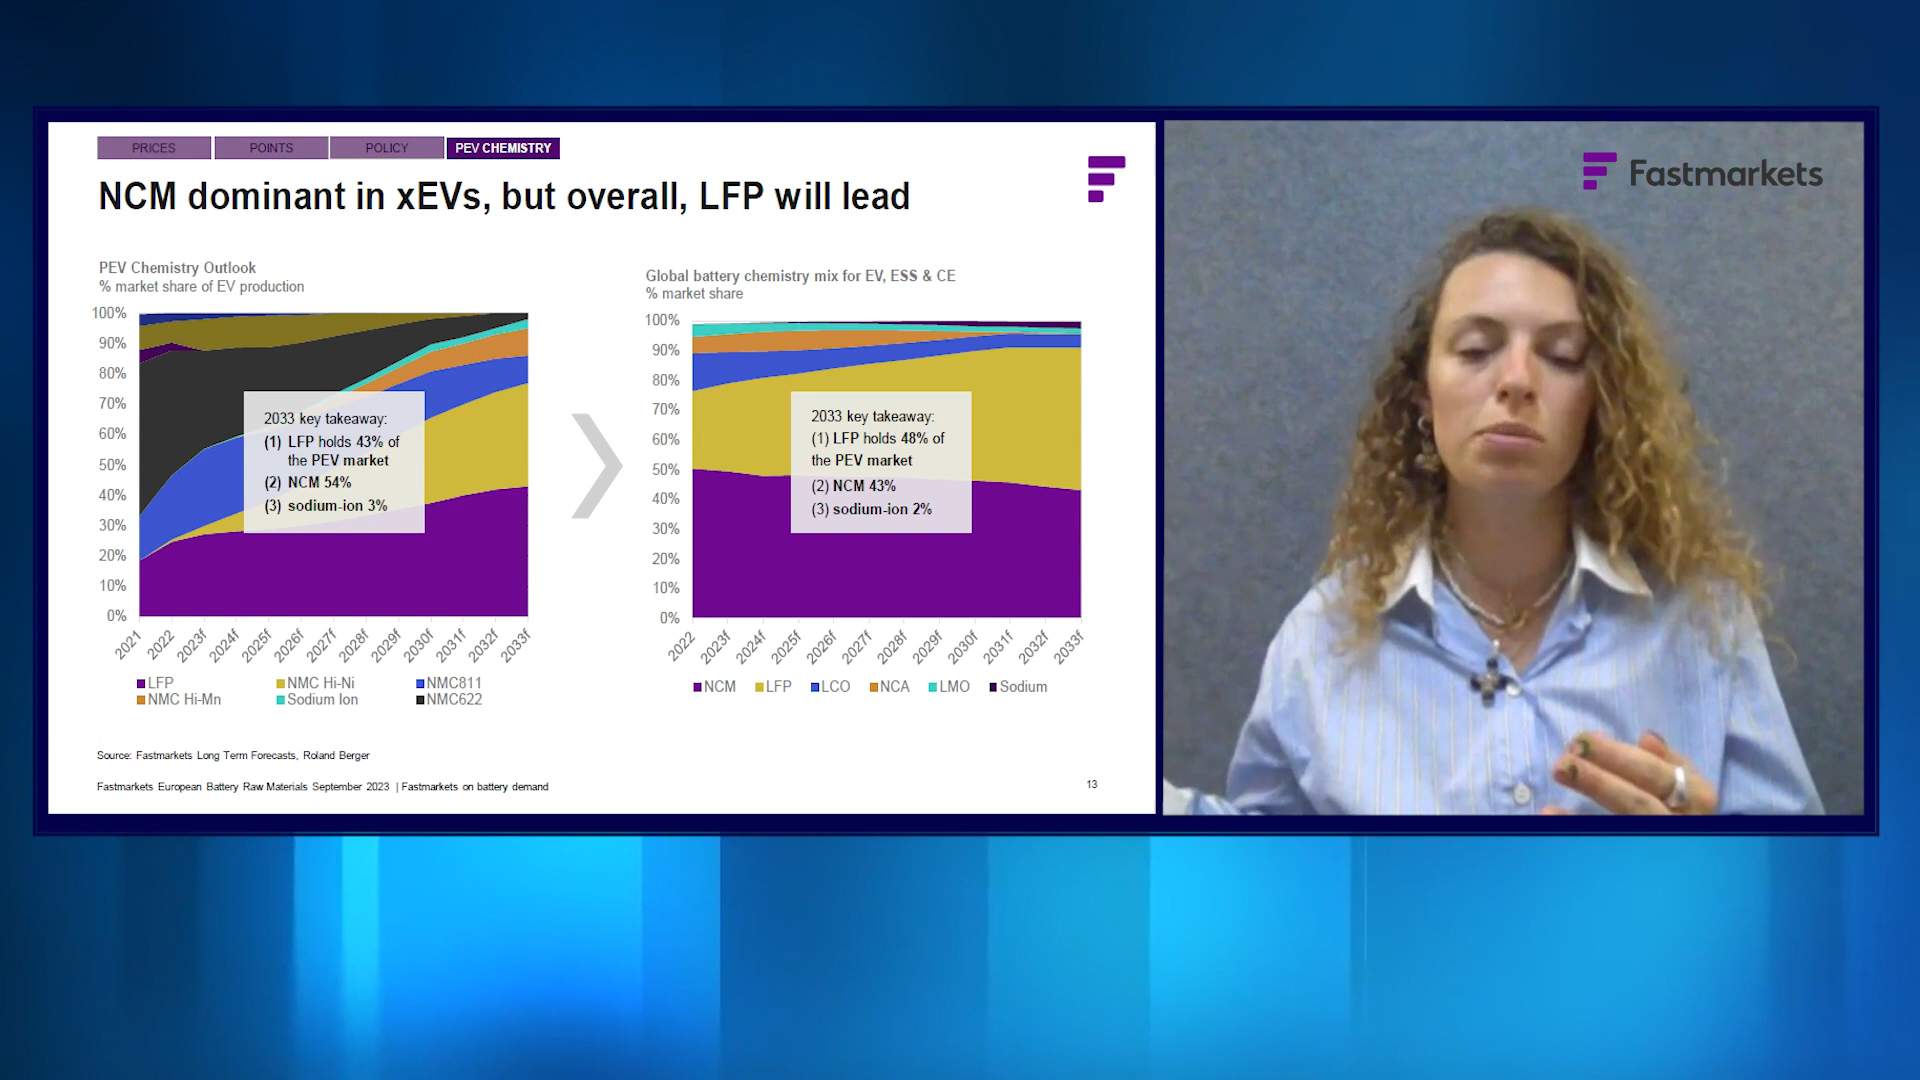 PRICES POINTS POLICY PEV CHEMISTRY
NCM dominant in xEVs, but overall, LFP will lead
Fastmarkets
PEV Chemistry Outlook
% market share of EV production
100%
90%
80%
70%
60%
50%
40%
30%
20%
10%
0%
2021 2022 2023f 2024f 2025f 2026f 2027f 2028f 2029f 2030f 2031f 2032f 2033f
2033 key takeaway:
(1) LFP holds 43% of
the PEV market
(2) NCM 54%
(3) sodium-ion 3%
LFP NMC Hi-Ni NMC811
NMC Hi-Mn Sodium Ion NMC622
Global battery chemistry mix for EV, ESS & CE
% market share
100%
90%
80%
70%
60%
50%
40%
30%
20%
10%
0%
2022 2023f 2024f 2025f 2026f 2027f 2028f 2029f 2030f 2031f 2032f 2033f
2033 key takeaway:
(1) LFP holds 48% of
the PEV market
(2) NCM 43%
(3) sodium-ion 2%
NCM LFP LCO NCA LMO Sodium
Source: Fastmarkets Long Term Forecasts, Roland Berger
Fastmarkets European Battery Raw Materials September 2023 | Fastmarkets on battery demand
13